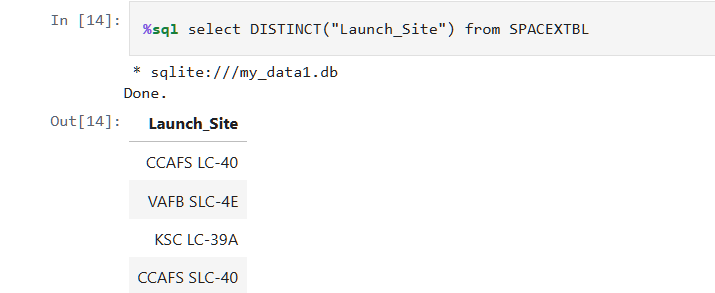 In [14]: %sql select DISTINCT("Launch_Site") from SPACEXTBL
* sqlite:///my_data1.db
Done.
Out[14]: Launch_Site
CCAFS LC-40
VAFB SLC-4E
KSC LC-39A
CCAFS SLC-40